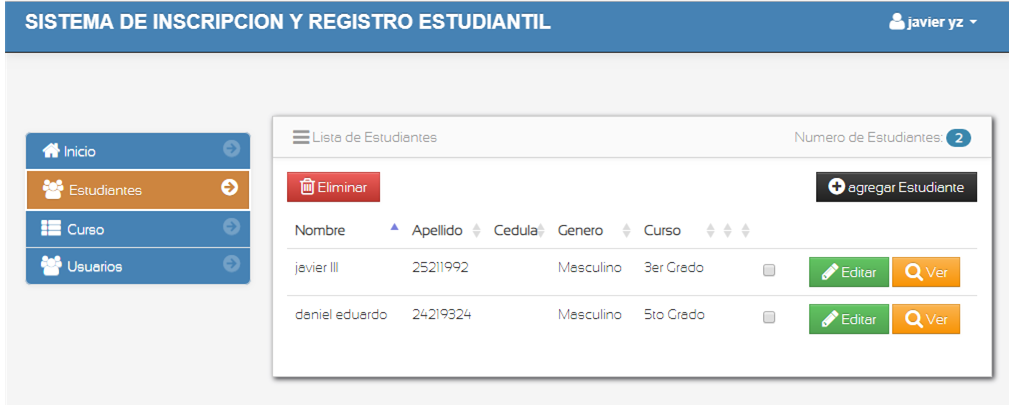 SISTEMA DE INSCRIPCION Y REGISTRO ESTUDIANTIL
javier yz
Inicio
Estudiantes
Curso
Usuarios
Lista de Estudiantes
Numero de Estudiantes: 2
Eliminar
agregar Estudiante
Nombre Apellido Cedula Genero Curso
javier III 25211992 Masculino 3er Grado Editar Ver
daniel eduardo 24219324 Masculino 5to Grado Editar Ver